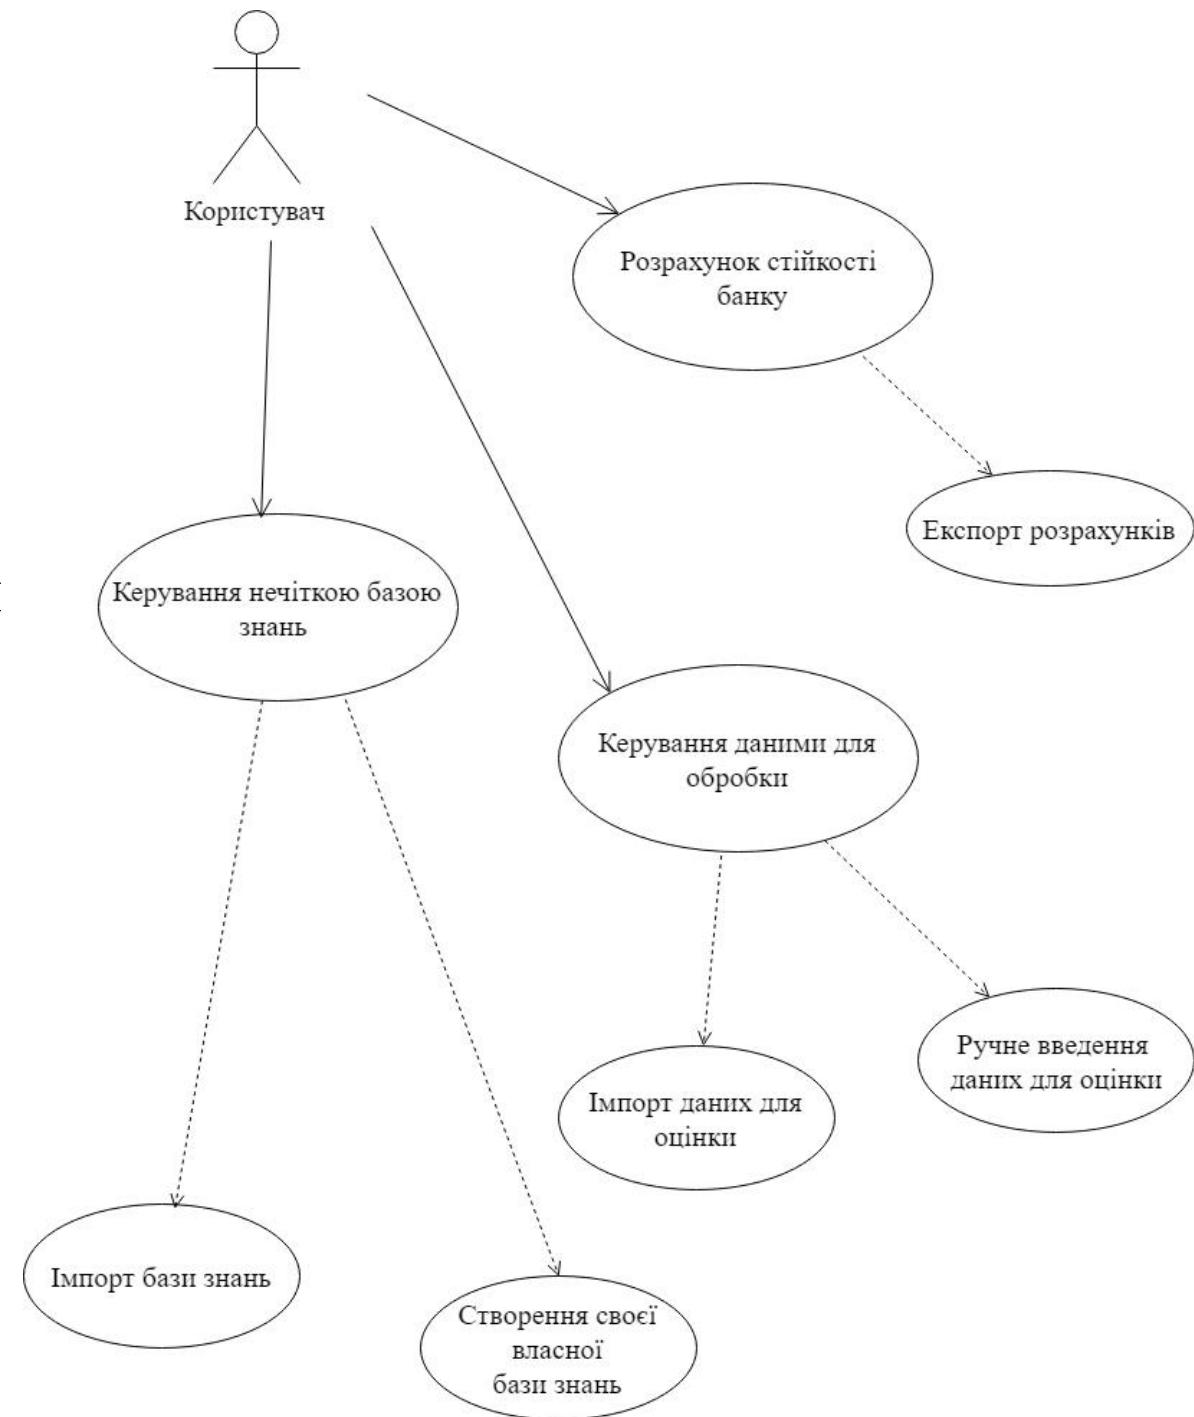 Користувач
Розрахунок стійкості
банку
Експорт розрахунків
Керування нечіткою базою
знань
Керування даними для
обробки
Ручне введення
даних для оцінки
Імпорт даних для
оцінки
Імпорт бази знань
Створення своєї
власної
бази знань